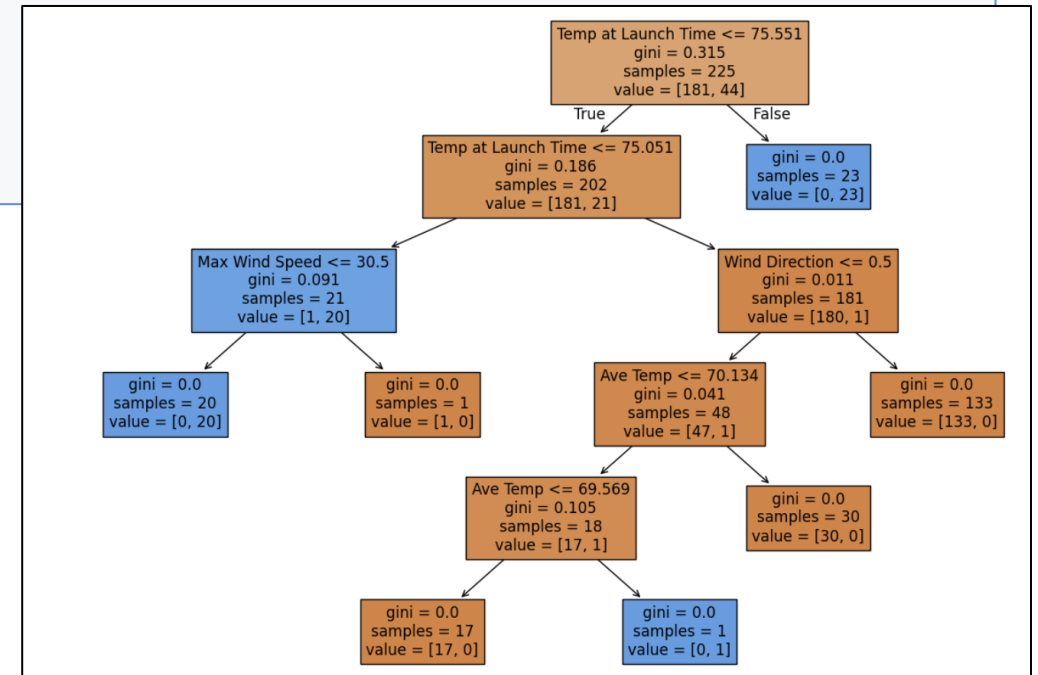 Temp at Launch Time <= 75.551
gini = 0.315
samples = 225
value = [181, 44]
True
False
Temp at Launch Time <= 75.051
gini = 0.186
samples = 202
value = [181, 21]
gini = 0.0
samples = 23
value = [0, 23]
Max Wind Speed <= 30.5
gini = 0.091
samples = 21
value = [1, 20]
Wind Direction <= 0.5
gini = 0.011
samples = 181
value = [180, 1]
gini = 0.0
samples = 20
value = [0, 20]
gini = 0.0
samples = 1
value = [1, 0]
Ave Temp <= 70.134
gini = 0.041
samples = 48
value = [47, 1]
gini = 0.0
samples = 133
value = [133, 0]
Ave Temp <= 69.569
gini = 0.105
samples = 18
value = [17, 1]
gini = 0.0
samples = 30
value = [30, 0]
gini = 0.0
samples = 17
value = [17, 0]
gini = 0.0
samples = 1
value = [0, 1]